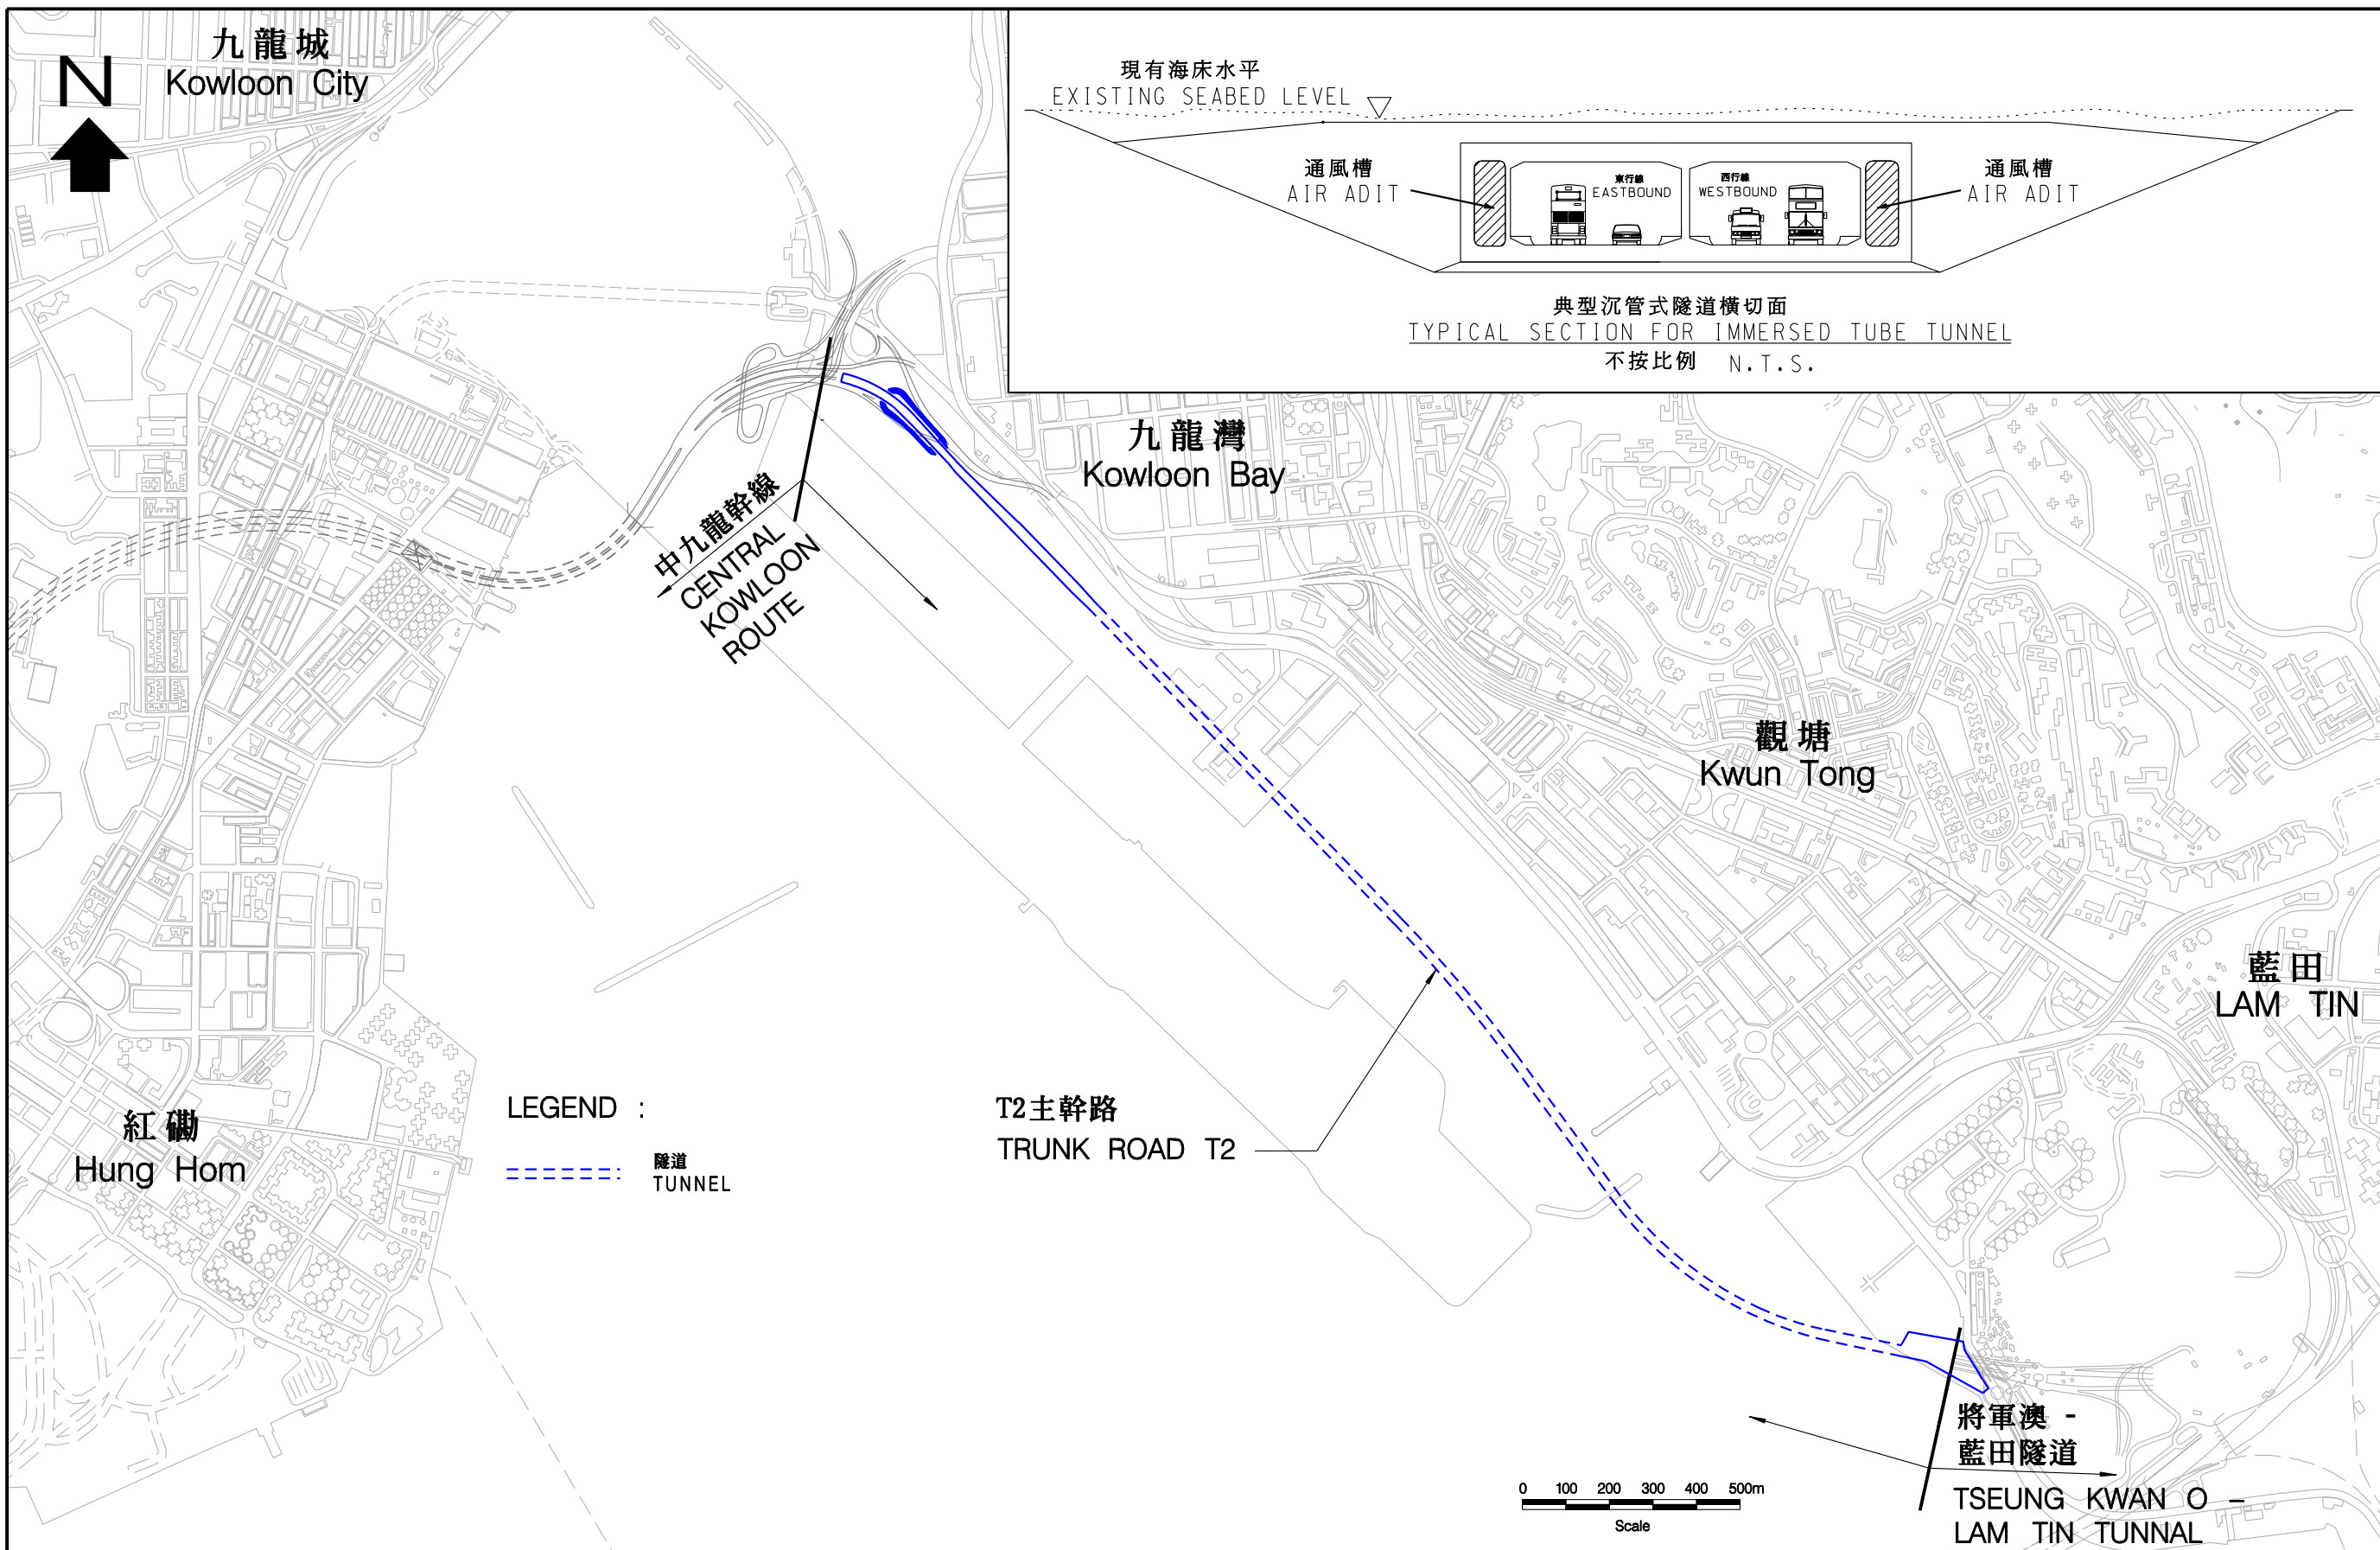 九龍城
Kowloon City
N
現有海床水平
EXISTING SEABED LEVEL
通風槽
AIR ADIT
東行線
EASTBOUND
西行線
WESTBOUND
通風槽
AIR ADIT
典型沉管式隧道橫切面
TYPICAL SECTION FOR IMMERSED TUBE TUNNEL
不按比例 N.T.S.
九龍灣
Kowloon Bay
中九龍幹線
CENTRAL
KOWLOON
ROUTE
觀塘
Kwun Tong
藍田
LAM TIN
紅磡
Hung Hom
LEGEND :
隧道
TUNNEL
T2主幹路
TRUNK ROAD T2
將軍澳 -
藍田隧道
TSEUNG KWAN O -
LAM TIN TUNNAL
0 100 200 300 400 500m
Scale